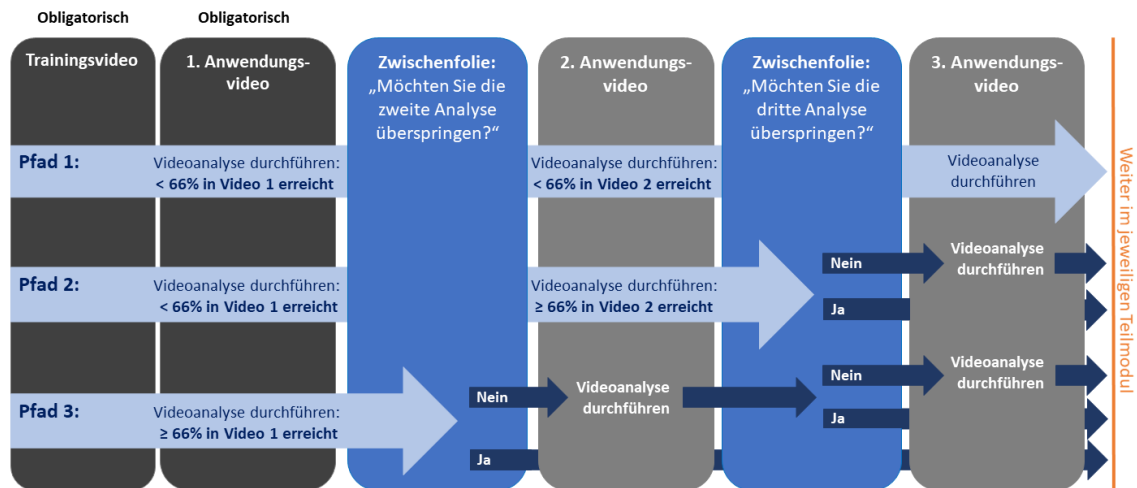 Obligatorisch
Obligatorisch
Trainingsvideo
1. Anwendungs-
video
Zwischenfolie:
„Möchten Sie die
zweite Analyse
überspringen?“
2. Anwendungs-
video
Zwischenfolie:
„Möchten Sie die
dritte Analyse
überspringen?“
3. Anwendungs-
video
Pfad 1:
Videoanalyse durchführen:
< 66% in Video 1 erreicht
Videoanalyse durchführen:
< 66% in Video 2 erreicht
Videoanalyse
durchführen
Pfad 2:
Videoanalyse durchführen:
< 66% in Video 1 erreicht
Videoanalyse durchführen:
≥ 66% in Video 2 erreicht
Nein
Videoanalyse
durchführen
Ja
Pfad 3:
Videoanalyse durchführen:
≥ 66% in Video 1 erreicht
Nein
Videoanalyse
durchführen
Nein
Videoanalyse
durchführen
Ja
Ja
Weiter im jeweiligen Teilmodul